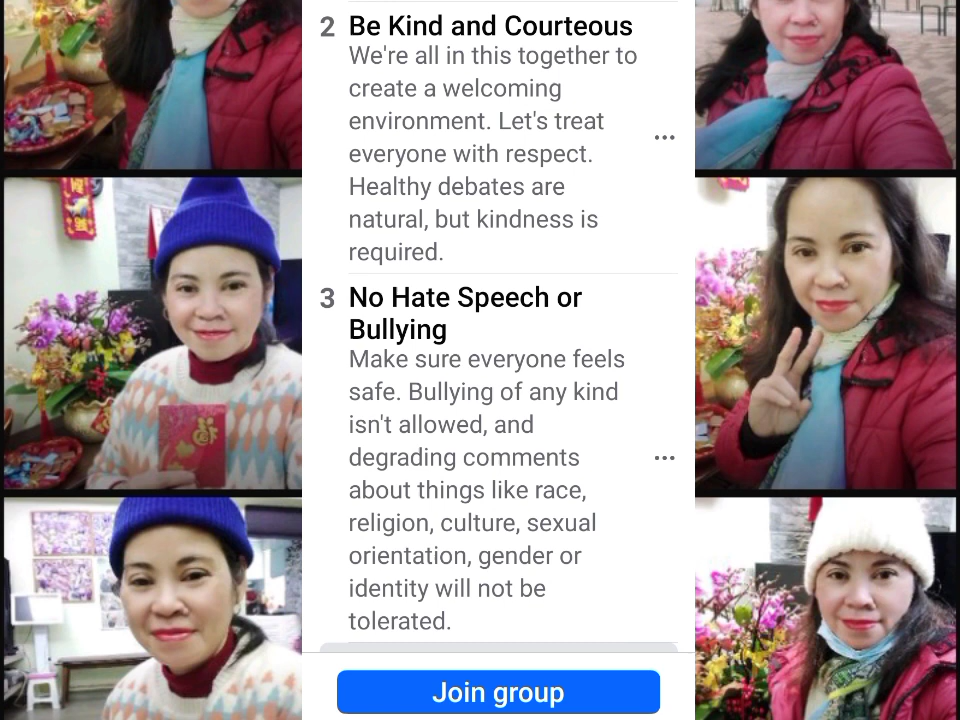 2 Be Kind and Courteous
We're all in this together to
create a welcoming
environment. Let's treat
everyone with respect.
Healthy debates are
natural, but kindness is
required.
3 No Hate Speech or
Bullying
Make sure everyone feels
safe. Bullying of any kind
isn't allowed, and
degrading comments
about things like race,
religion, culture, sexual
orientation, gender or
identity will not be
tolerated.
Join group